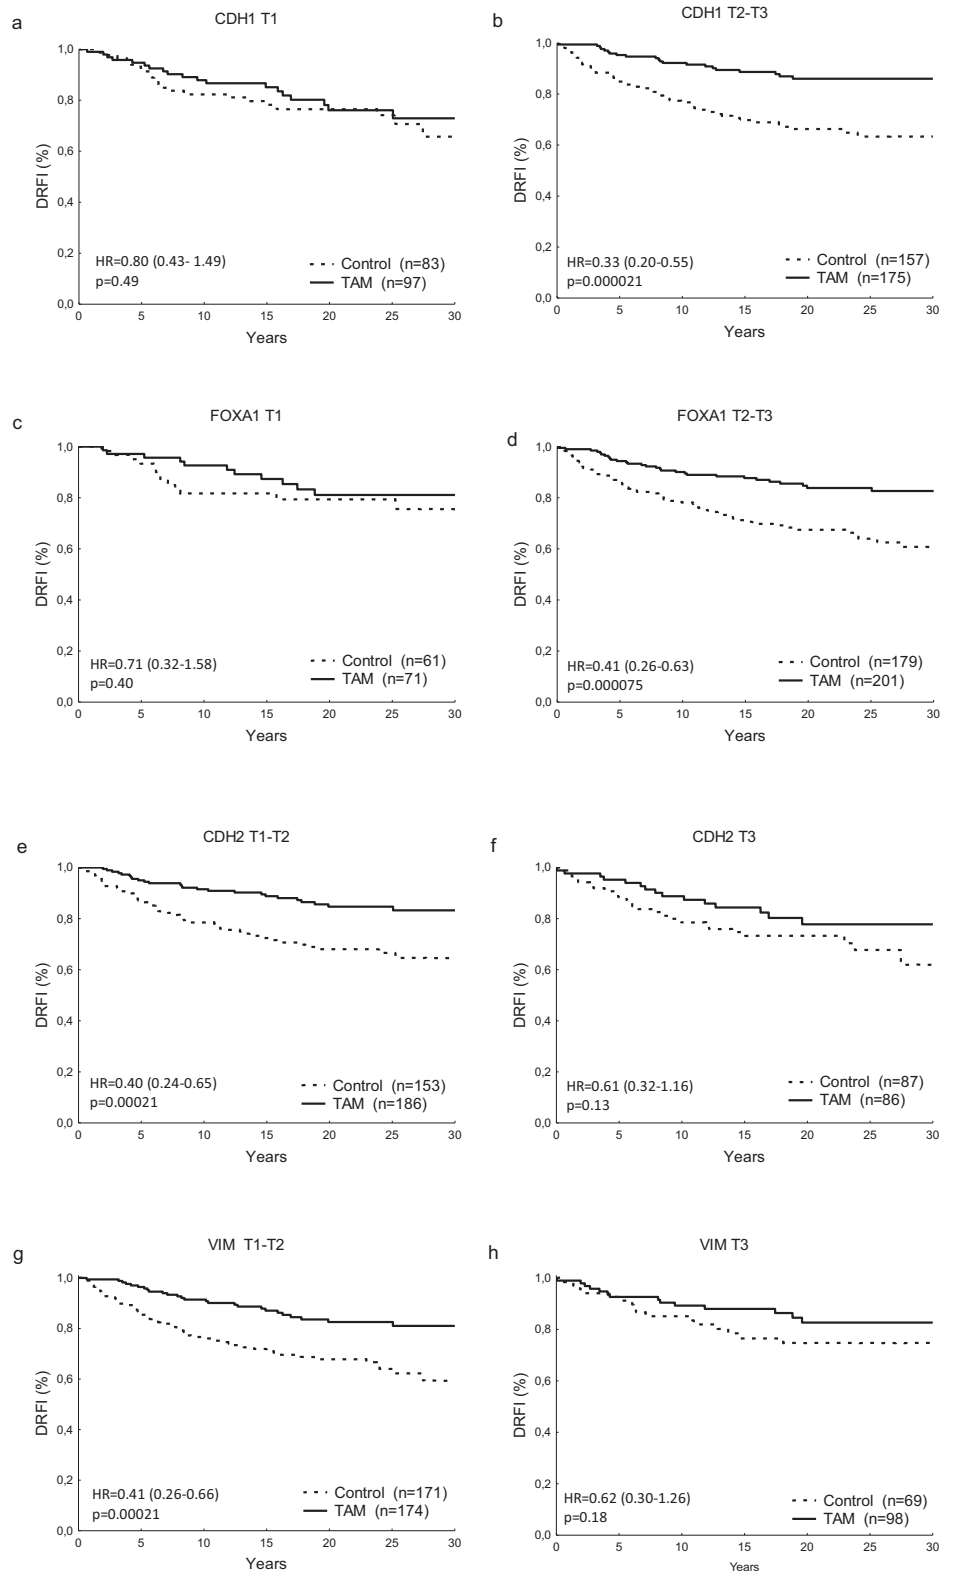 a
CDH1 T1
1,0
0,8
0,6
0,4
0,2
0,0
DRFI (%)
HR=0.80 (0.43- 1.49)
p=0.49
Control (n=83)
TAM (n=97)
0 5 10 15 20 25 30
Years
b
CDH1 T2-T3
1,0
0,8
0,6
0,4
0,2
0,0
DRFI (%)
HR=0.33 (0.20-0.55)
p=0.000021
Control (n=157)
TAM (n=175)
0 5 10 15 20 25 30
Years
c
FOXA1 T1
1,0
0,8
0,6
0,4
0,2
0,0
DRFI (%)
HR=0.71 (0.32-1.58)
p=0.40
Control (n=61)
TAM (n=71)
0 5 10 15 20 25 30
Years
d
FOXA1 T2-T3
1,0
0,8
0,6
0,4
0,2
0,0
DRFI (%)
HR=0.41 (0.26-0.63)
p=0.000075
Control (n=179)
TAM (n=201)
0 5 10 15 20 25 30
Years
e
CDH2 T1-T2
1,0
0,8
0,6
0,4
0,2
0,0
DRFI (%)
HR=0.40 (0.24-0.65)
p=0.00021
Control (n=153)
TAM (n=186)
0 5 10 15 20 25 30
Years
f
CDH2 T3
1,0
0,8
0,6
0,4
0,2
0,0
DRFI (%)
HR=0.61 (0.32-1.16)
p=0.13
Control (n=87)
TAM (n=86)
0 5 10 15 20 25 30
Years
g
VIM T1-T2
1,0
0,8
0,6
0,4
0,2
0,0
DRFI (%)
HR=0.41 (0.26-0.66)
p=0.00021
Control (n=171)
TAM (n=174)
0 5 10 15 20 25 30
Years
h
VIM T3
1,0
0,8
0,6
0,4
0,2
0,0
DRFI (%)
HR=0.62 (0.30-1.26)
p=0.18
Control (n=69)
TAM (n=98)
0 5 10 15 20 25 30
Years